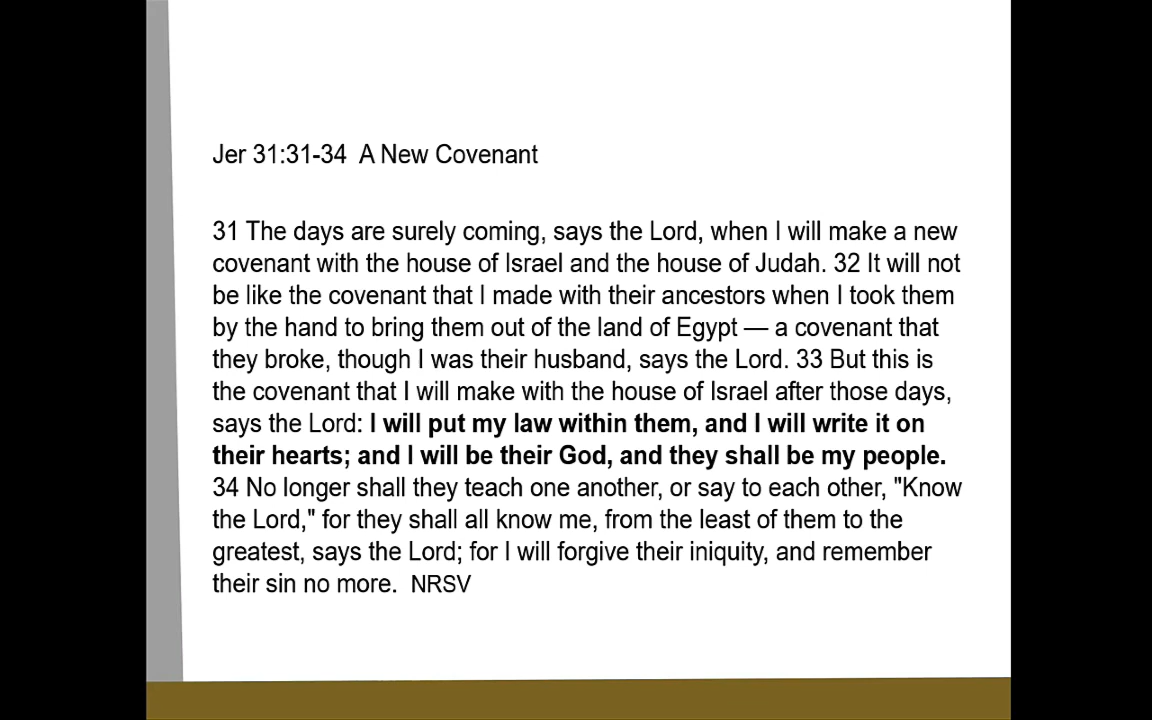 Jer 31:31-34  A New Covenant
31 The days are surely coming, says the Lord, when I will make a new
covenant with the house of Israel and the house of Judah. 32 It will not
be like the covenant that I made with their ancestors when I took them
by the hand to bring them out of the land of Egypt — a covenant that
they broke, though I was their husband, says the Lord. 33 But this is
the covenant that I will make with the house of Israel after those days,
says the Lord: I will put my law within them, and I will write it on
their hearts; and I will be their God, and they shall be my people.
34 No longer shall they teach one another, or say to each other, "Know
the Lord," for they shall all know me, from the least of them to the
greatest, says the Lord; for I will forgive their iniquity, and remember
their sin no more.  NRSV